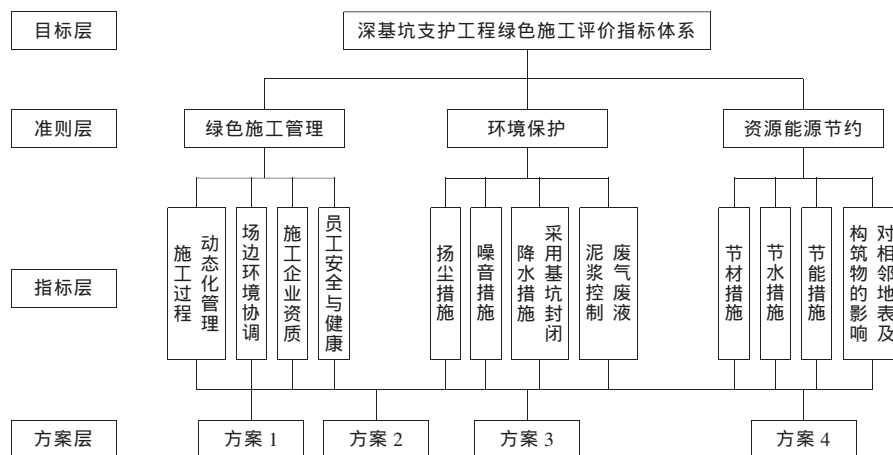 目标层
深基坑支护工程绿色施工评价指标体系
准则层
绿色施工管理
环境保护
资源能源节约
指标层
施工过程
动态化管理
场边环境协调
施工企业资质
员工安全与健康
扬尘措施
噪音措施
降水措施
采用基坑封闭
泥浆控制
废气废液
节材措施
节水措施
节能措施
构筑物的影响
对相邻地表及
方案层
方案 1
方案 2
方案 3
方案 4